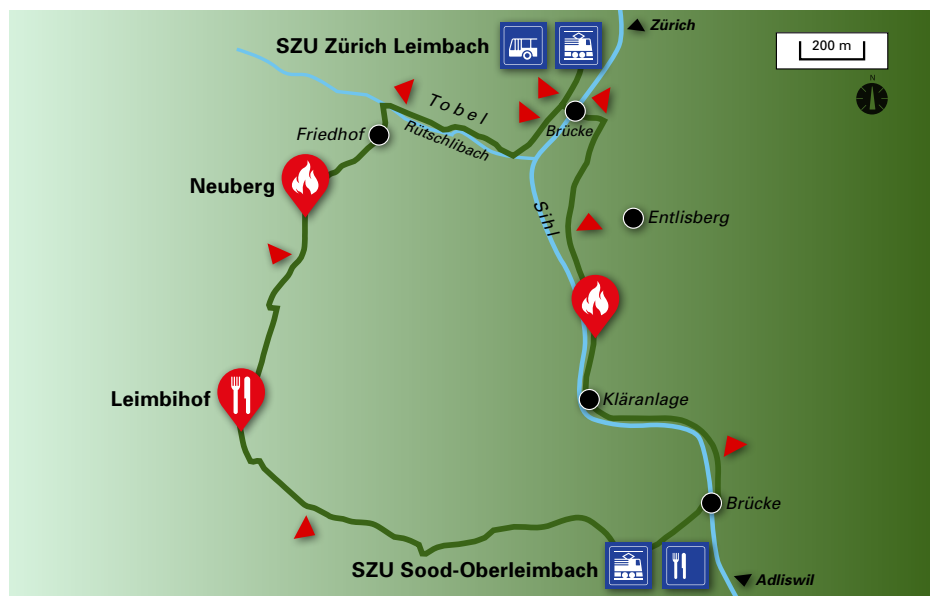 Zürich
SZU Zürich Leimbach
200 m
N
Tobel
Rütschlibach
Brücke
Friedhof
Neuberg
Sihl
Entlisberg
Leimbihof
Kläranlage
Brücke
SZU Sood-Oberleimbach
Adliswil